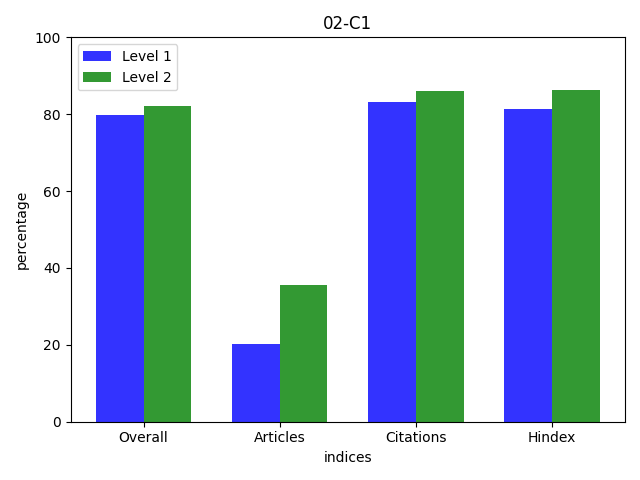 02-C1
Level 1
Level 2
percentage
100
80
60
40
20
0
Overall Articles Citations Hindex
indices